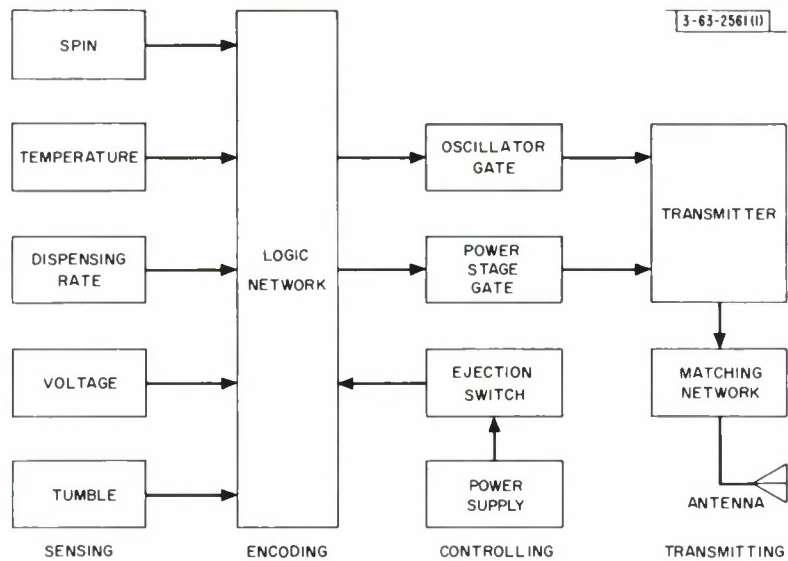 3-63-2561(1)
SPIN
TEMPERATURE
DISPENSING
RATE
VOLTAGE
TUMBLE
SENSING
LOGIC
NETWORK
ENCODING
OSCILLATOR
GATE
POWER
STAGE
GATE
EJECTION
SWITCH
POWER
SUPPLY
CONTROLLING
TRANSMITTER
MATCHING
NETWORK
ANTENNA
TRANSMITTING